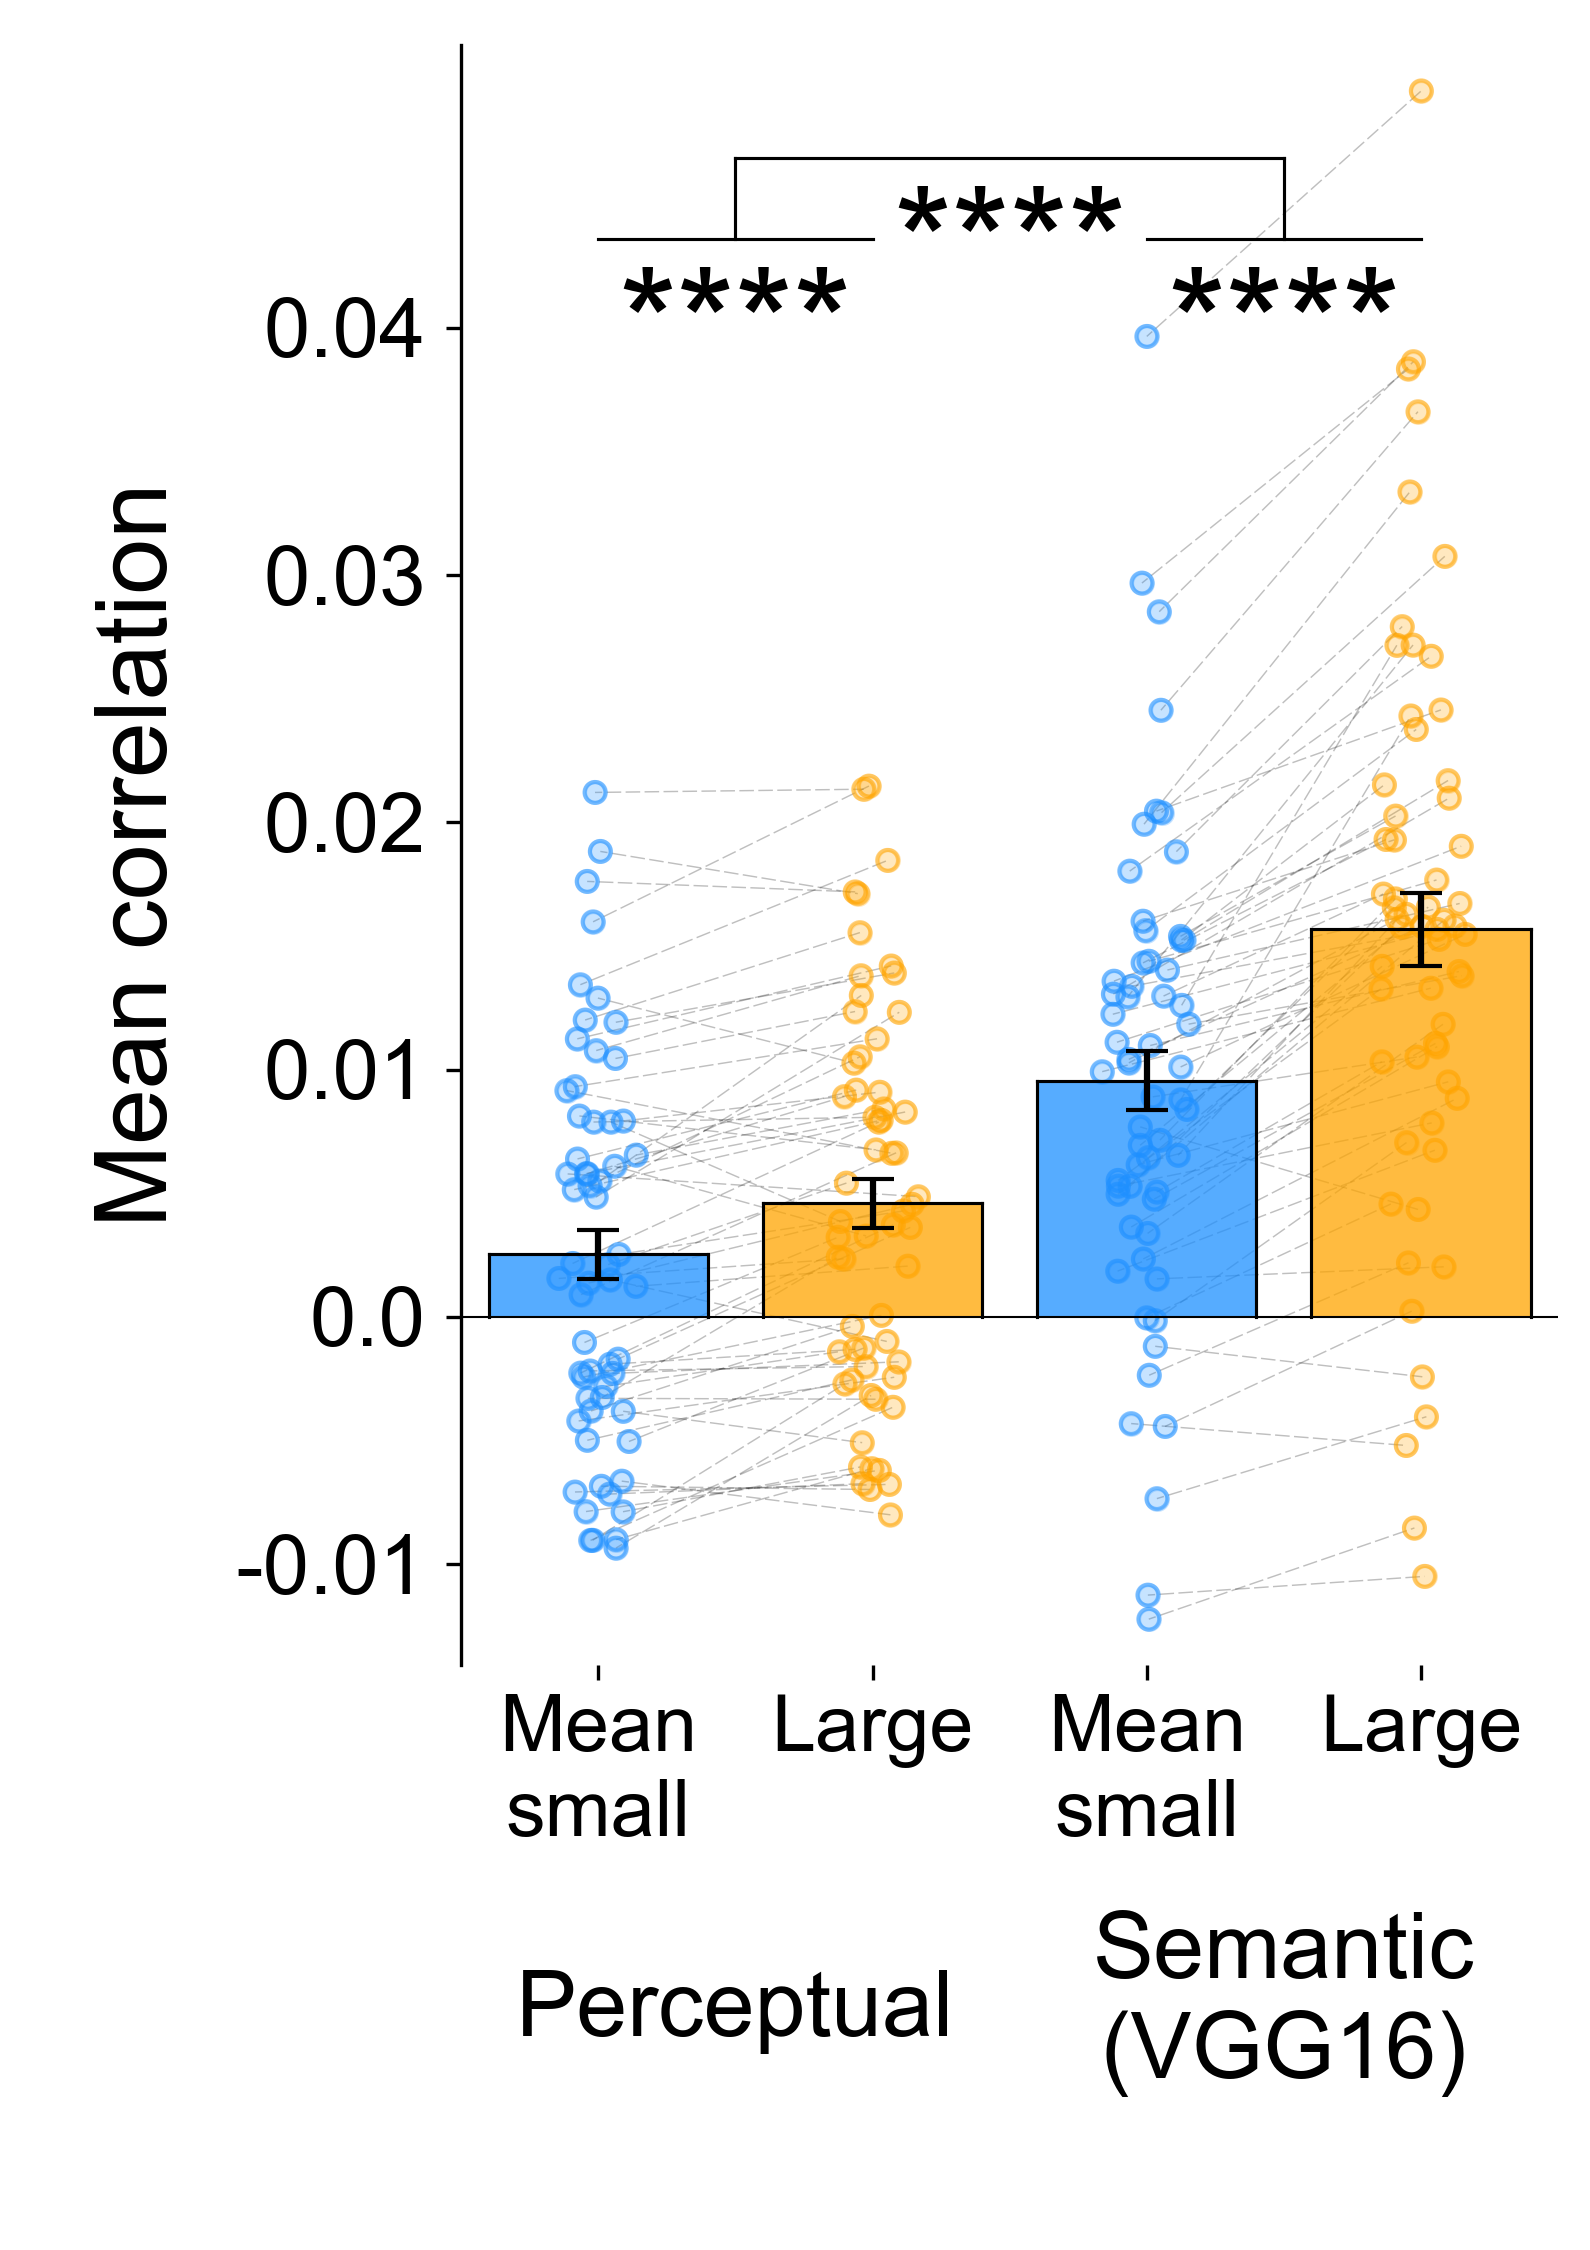 ****
****
****
0.04
0.03
0.02
0.01
0.0
-0.01
Mean correlation
Mean
small
Large
Mean
small
Large
Perceptual
Semantic
(VGG16)